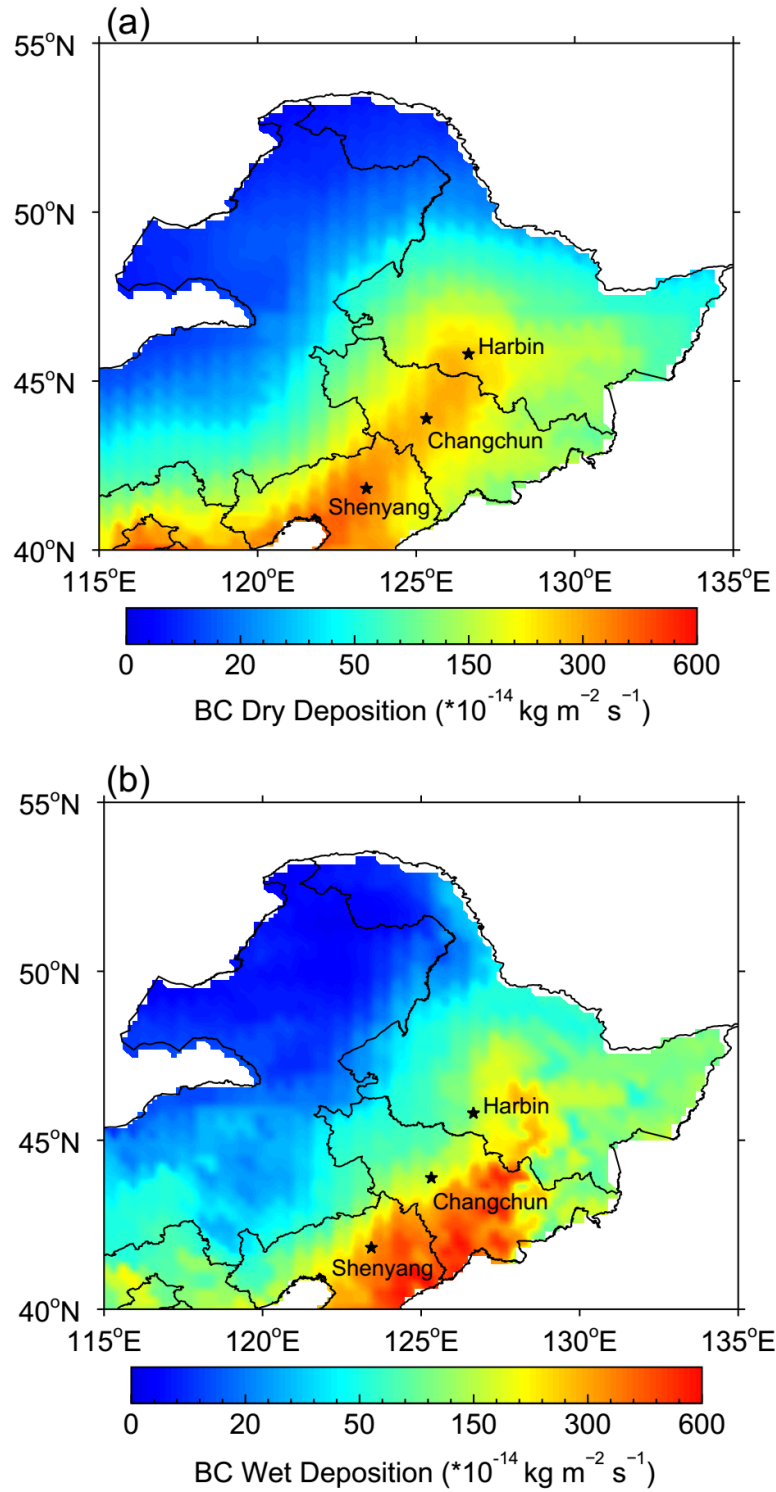 (a)
55°N
50°N
45°N
40°N
Harbin
Changchun
Shenyang
115°E 120°E 125°E 130°E 135°E
0 20 50 150 300 600
BC Dry Deposition (*10⁻¹⁴ kg m⁻² s⁻¹)
(b)
55°N
50°N
45°N
40°N
Harbin
Changchun
Shenyang
115°E 120°E 125°E 130°E 135°E
0 20 50 150 300 600
BC Wet Deposition (*10⁻¹⁴ kg m⁻² s⁻¹)